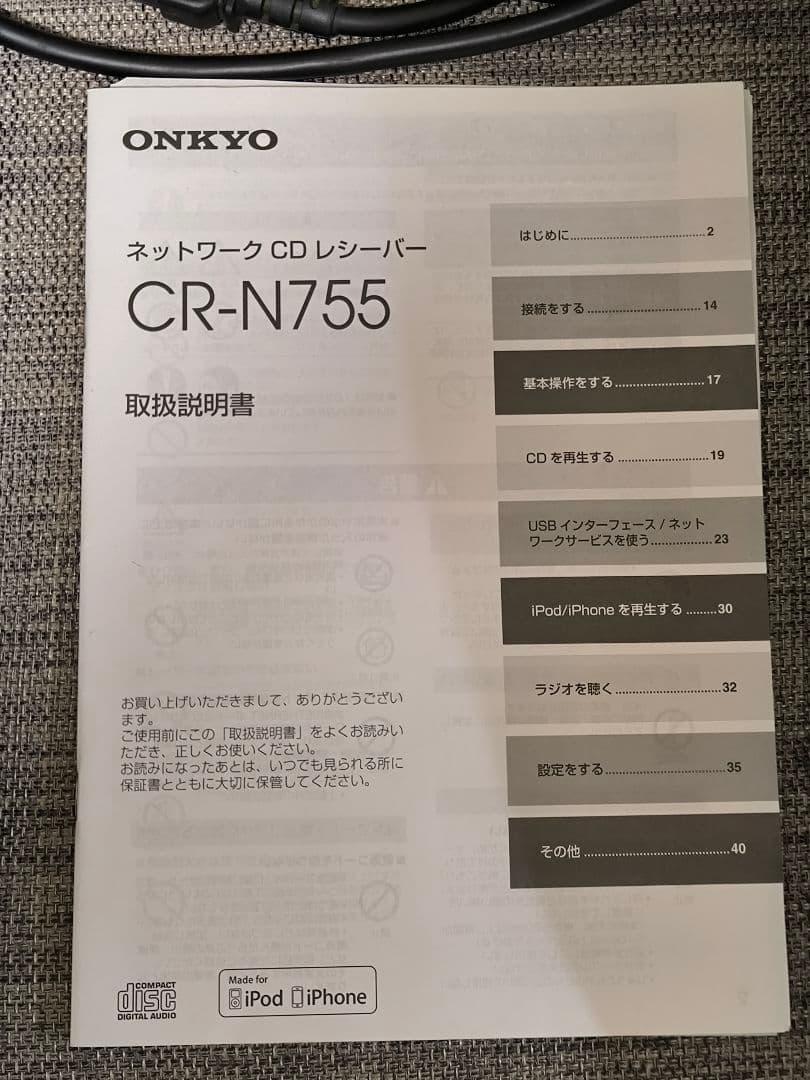 ONKYO
ネットワーク CD レシーバー
CR-N755
取扱説明書
はじめに....................................2
接続をする..............................14
基本操作をする........................17
CD を再生する........................19
USB インターフェース / ネット
ワークサービスを使う................23
iPod/iPhone を再生する.........30
ラジオを聴く............................32
設定をする................................35
その他.......................................40
お買い上げいただきまして、ありがとうござい
ます。
ご使用前にこの「取扱説明書」をよくお読みい
ただき、正しくお使いください。
お読みになったあとは、いつでも見られる所に
保証書とともに大切に保管してください。
COMPACT
disc
DIGITAL AUDIO
Made for
iPod iPhone